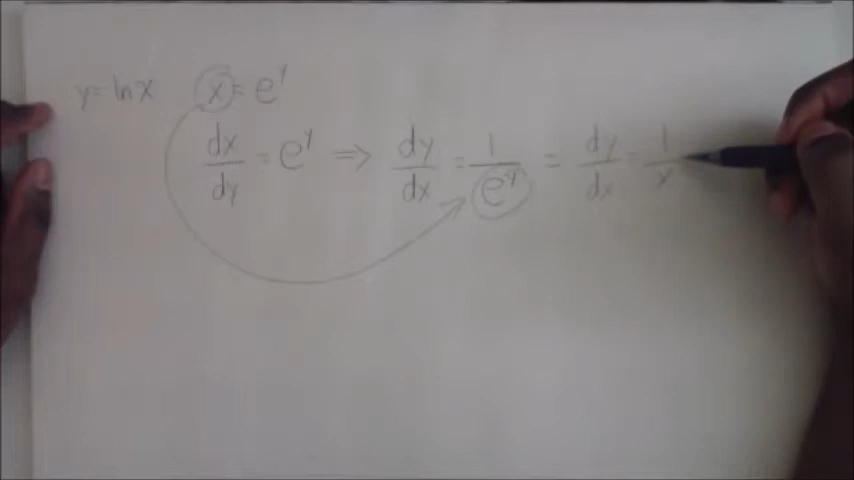 y = ln x   x = e^y
dx/dy = e^y ⇒ dy/dx = 1/e^y = dy/dx = 1/x